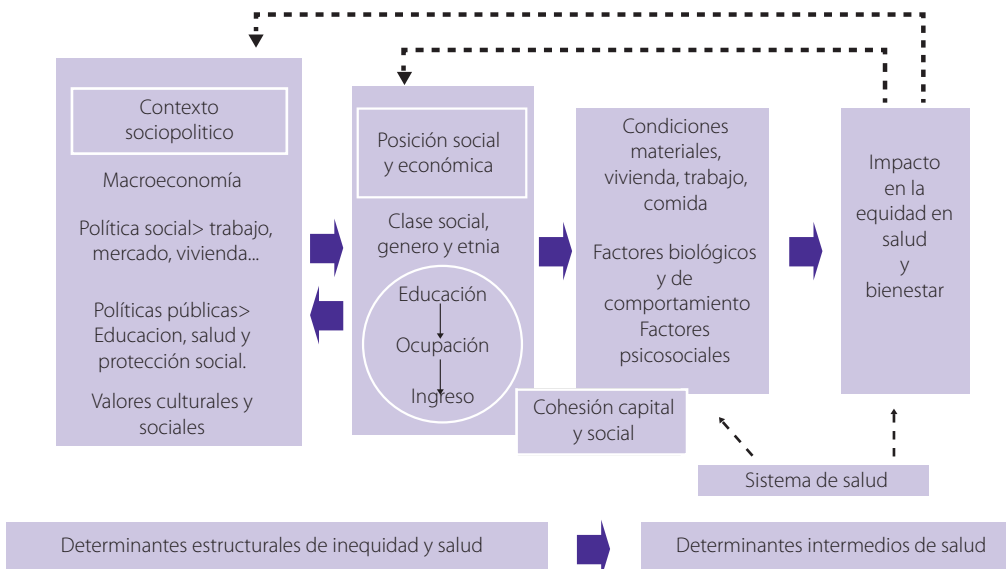 Contexto
sociopolitico
Macroeconomía
Política social> trabajo,
mercado, vivienda...
Políticas públicas>
Educacion, salud y
protección social.
Valores culturales y
sociales
Posición social
y económica
Clase social,
genero y etnia
Educación
Ocupación
Ingreso
Cohesión capital
y social
Condiciones
materiales,
vivienda, trabajo,
comida
Factores biológicos
y de
comportamiento
Factores
psicosociales
Impacto
en la
equidad en
salud
y
bienestar
Sistema de salud
Determinantes estructurales de inequidad y salud
Determinantes intermedios de salud